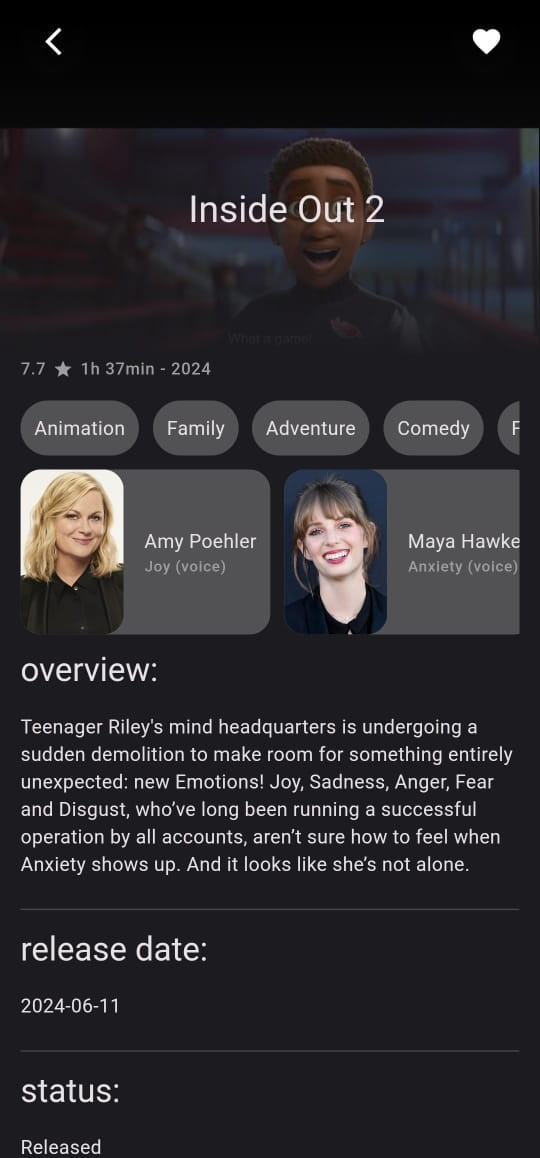 Inside Out 2
What a game!
7.7 ★ 1h 37min - 2024
Animation Family Adventure Comedy F
Amy Poehler Maya Hawke
Joy (voice) Anxiety (voice)
overview:
Teenager Riley's mind headquarters is undergoing a
sudden demolition to make room for something entirely
unexpected: new Emotions! Joy, Sadness, Anger, Fear
and Disgust, who’ve long been running a successful
operation by all accounts, aren’t sure how to feel when
Anxiety shows up. And it looks like she’s not alone.
release date:
2024-06-11
status:
Released